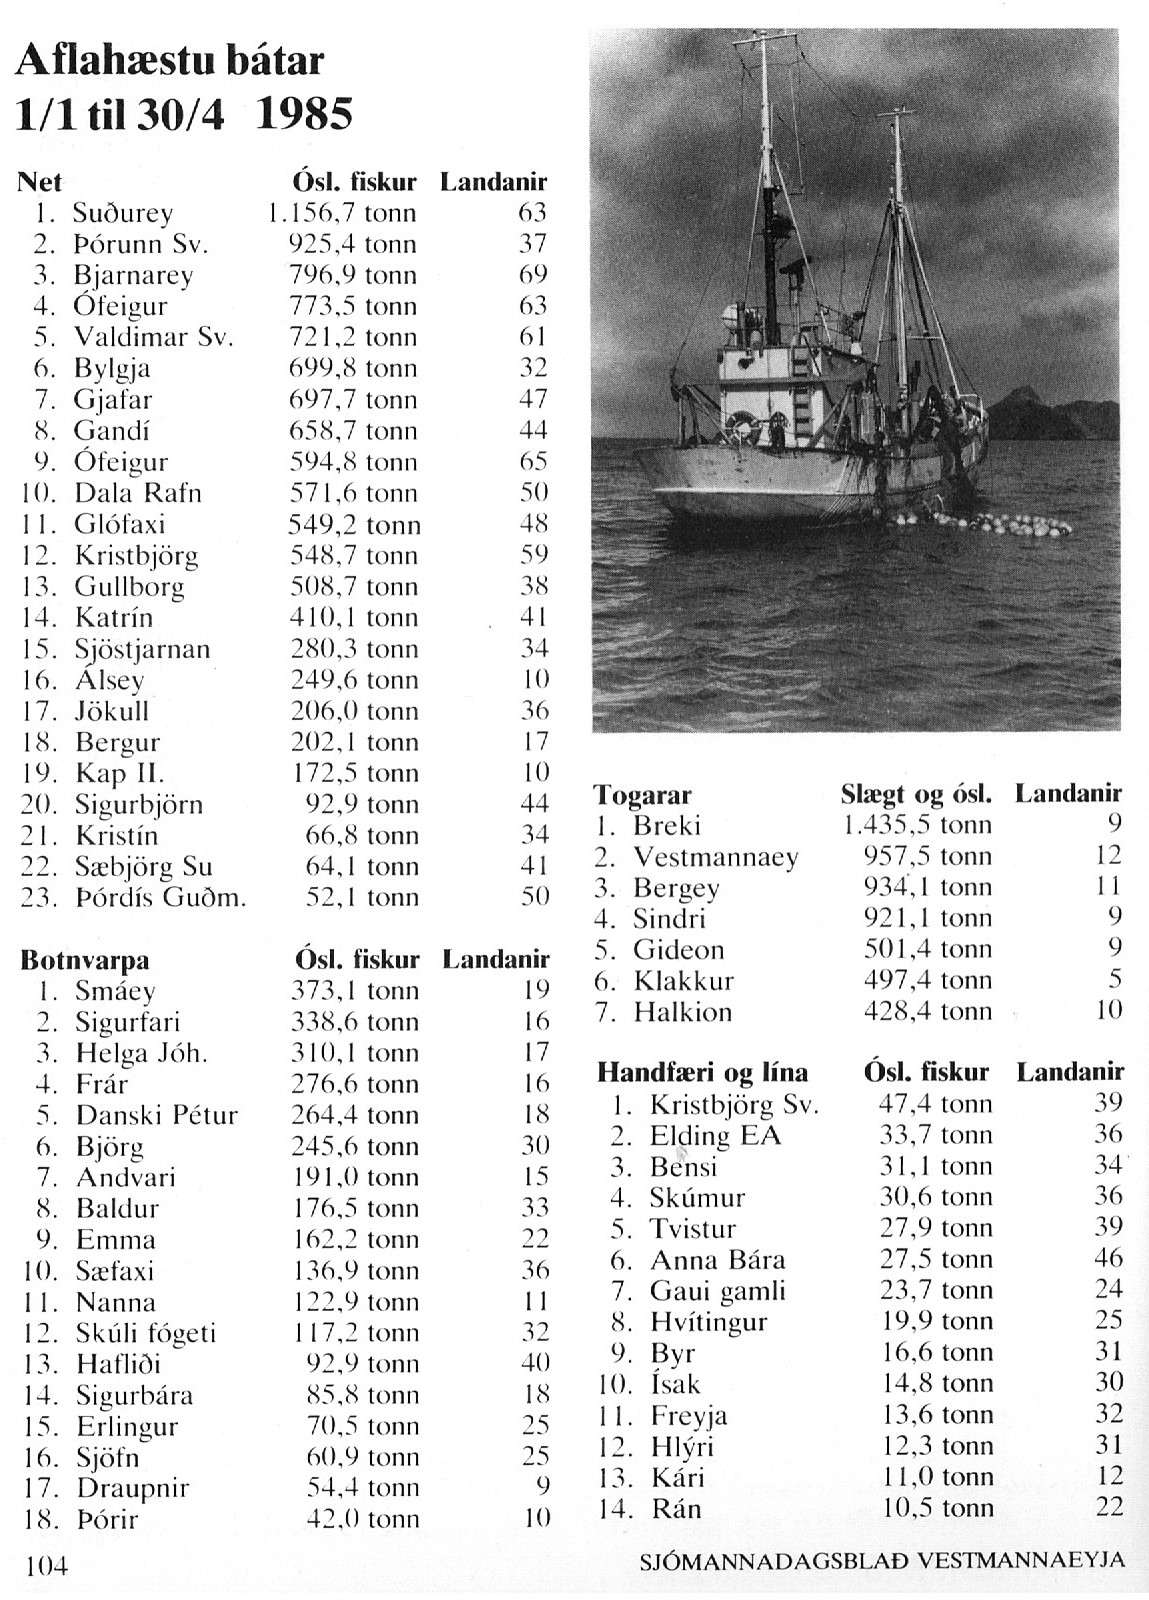 Aflahæstu bátar
1/1 til 30/4 1985
Net Ósl. fiskur Landanir
1. Suðurey 1.156,7 tonn 63
2. Þórunn Sv. 925,4 tonn 37
3. Bjarnarey 796,9 tonn 69
4. Ófeigur 773,5 tonn 63
5. Valdimar Sv. 721,2 tonn 61
6. Bylgja 699,8 tonn 32
7. Gjafar 697,7 tonn 47
8. Gandí 658,7 tonn 44
9. Ófeigur 594,8 tonn 65
10. Dala Rafn 571,6 tonn 50
11. Glófaxi 549,2 tonn 48
12. Kristbjörg 548,7 tonn 59
13. Gullborg 508,7 tonn 38
14. Katrín 410,1 tonn 41
15. Sjöstjarnan 280,3 tonn 34
16. Álsey 249,6 tonn 10
17. Jökull 206,0 tonn 36
18. Bergur 202,1 tonn 17
19. Kap II. 172,5 tonn 10
20. Sigurbjörn 92,9 tonn 44
21. Kristín 66,8 tonn 34
22. Sæbjörg Su 64,1 tonn 41
23. Þórdís Guðm. 52,1 tonn 50
Botnvarpa Ósl. fiskur Landanir
1. Smáey 373,1 tonn 19
2. Sigurfari 338,6 tonn 16
3. Helga Jóh. 310,1 tonn 17
4. Frár 276,6 tonn 16
5. Danski Pétur 264,4 tonn 18
6. Björg 245,6 tonn 30
7. Andvari 191,0 tonn 15
8. Baldur 176,5 tonn 33
9. Emma 162,2 tonn 22
10. Sæfaxi 136,9 tonn 36
11. Nanna 122,9 tonn 11
12. Skúli fógeti 117,2 tonn 32
13. Hafliði 92,9 tonn 40
14. Sigurbára 85,8 tonn 18
15. Erlingur 70,5 tonn 25
16. Sjöfn 60,9 tonn 25
17. Draupnir 54,4 tonn 9
18. Þórir 42,0 tonn 10
Togarar Slægt og ósl. Landanir
1. Breki 1.435,5 tonn 9
2. Vestmannaey 957,5 tonn 12
3. Bergey 934,1 tonn 11
4. Sindri 921,1 tonn 9
5. Gideon 501,4 tonn 9
6. Klakkur 497,4 tonn 5
7. Halkion 428,4 tonn 10
Handfæri og lína Ósl. fiskur Landanir
1. Kristbjörg Sv. 47,4 tonn 39
2. Elding EA 33,7 tonn 36
3. Bensi 31,1 tonn 34
4. Skúmur 30,6 tonn 36
5. Tvistur 27,9 tonn 39
6. Anna Bára 27,5 tonn 46
7. Gaui gamli 23,7 tonn 24
8. Hvítingur 19,9 tonn 25
9. Byr 16,6 tonn 31
10. Ísak 14,8 tonn 30
11. Freyja 13,6 tonn 32
12. Hlýri 12,3 tonn 31
13. Kári 11,0 tonn 12
14. Rán 10,5 tonn 22
104
SJÓMANNADAGSBLAÐ VESTMANNAEYJA